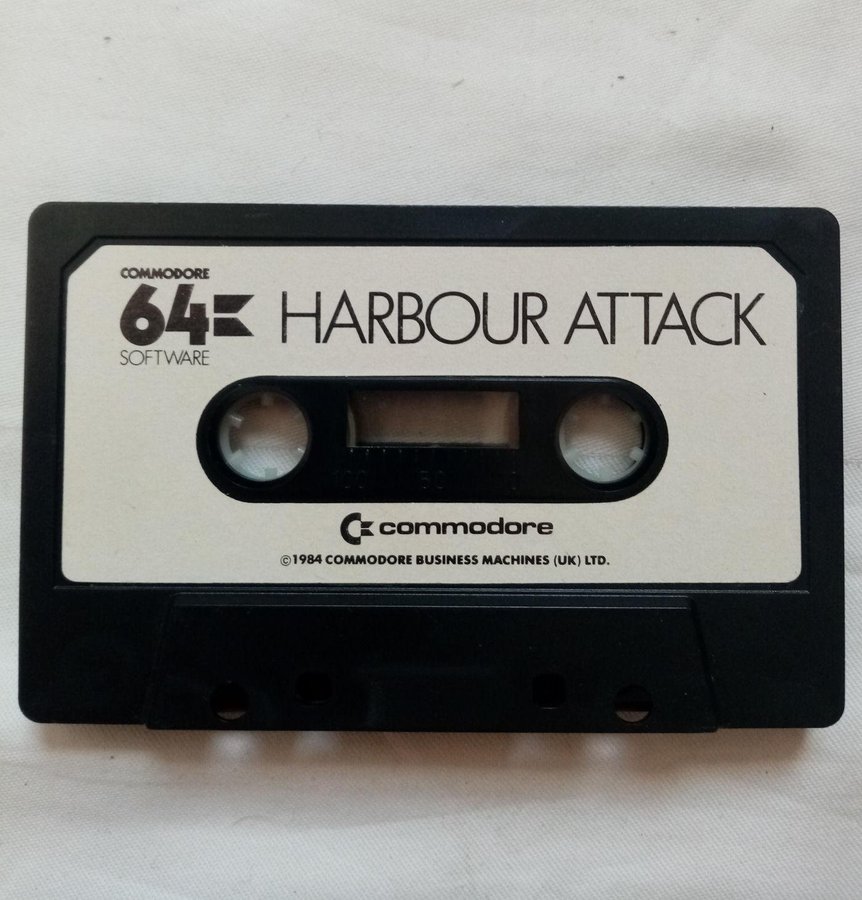 COMMODORE
64
SOFTWARE
HARBOUR ATTACK
commodore
©1984 COMMODORE BUSINESS MACHINES (UK) LTD.